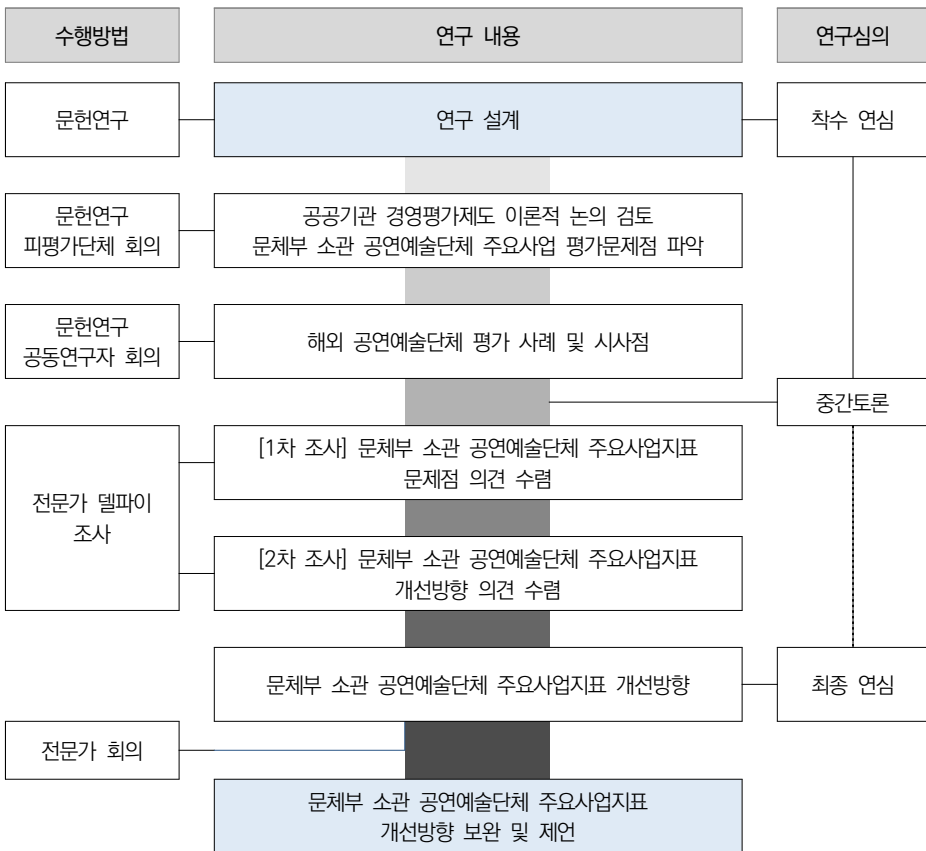 수행방법
연구 내용
연구심의
문헌연구
연구 설계
착수 연심
문헌연구
피평가단체 회의
공공기관 경영평가제도 이론적 논의 검토
문체부 소관 공연예술단체 주요사업 평가문제점 파악
문헌연구
공동연구자 회의
해외 공연예술단체 평가 사례 및 시사점
중간토론
전문가 델파이
조사
[1차 조사] 문체부 소관 공연예술단체 주요사업지표
문제점 의견 수렴
[2차 조사] 문체부 소관 공연예술단체 주요사업지표
개선방향 의견 수렴
문체부 소관 공연예술단체 주요사업지표 개선방향
최종 연심
전문가 회의
문체부 소관 공연예술단체 주요사업지표
개선방향 보완 및 제언